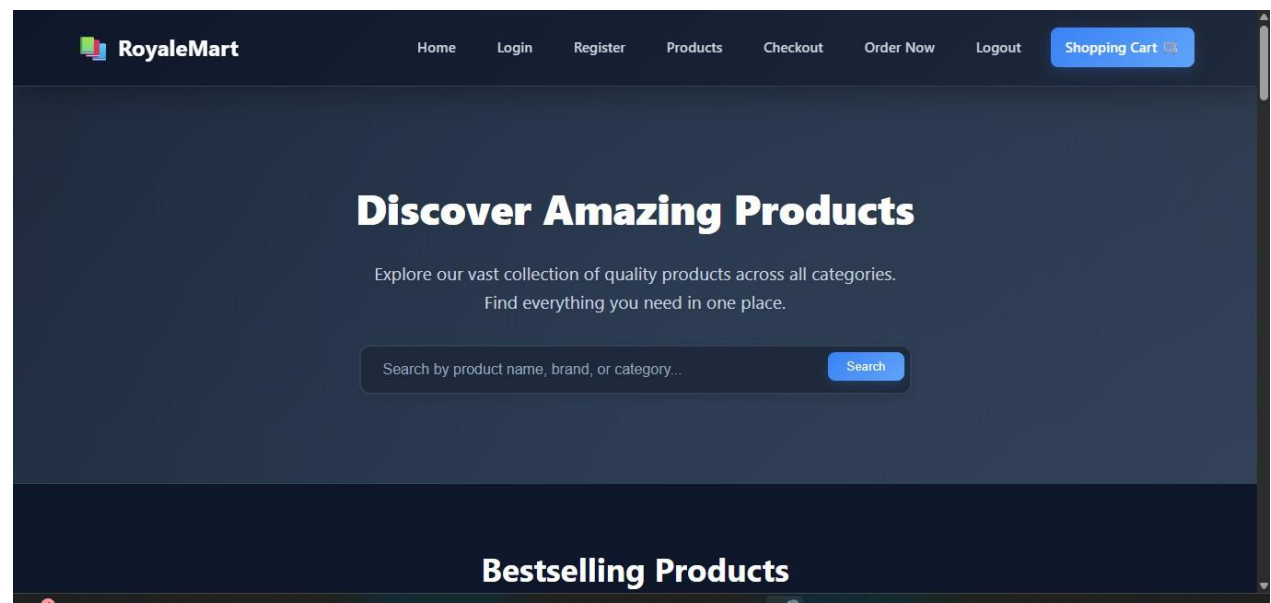 RoyaleMart
Home Login Register Products Checkout Order Now Logout Shopping Cart
Discover Amazing Products
Explore our vast collection of quality products across all categories.
Find everything you need in one place.
Search by product name, brand, or category... Search
Bestselling Products